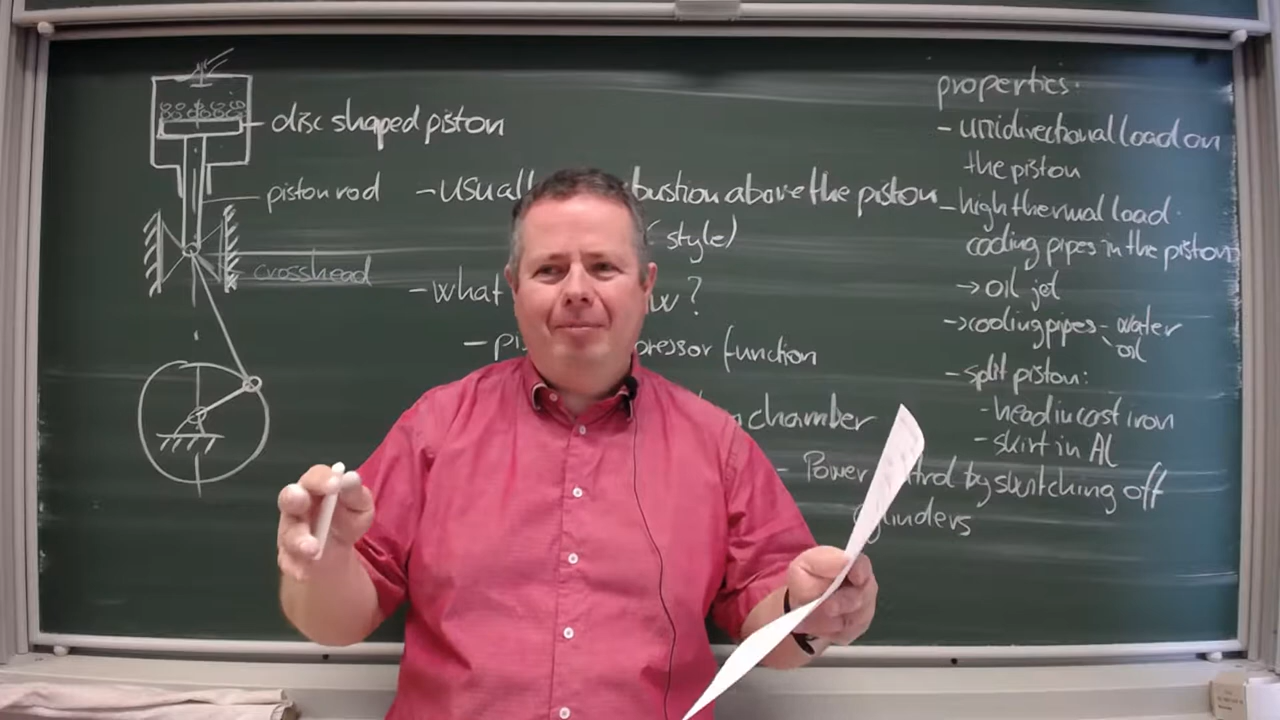 disc shaped piston
piston rod
crosshead
- usuall bustion above the piston
(style)
- what w?
- pi pressor function
n chamber
- Power trol by switching off
cylinders
properties:
- unidirectional load on
the piston
- high thermal load
cooling pipes in the piston
→ oil jet
→ cooling pipes - water
oil
- split piston:
- head in cast iron
- skirt in Al